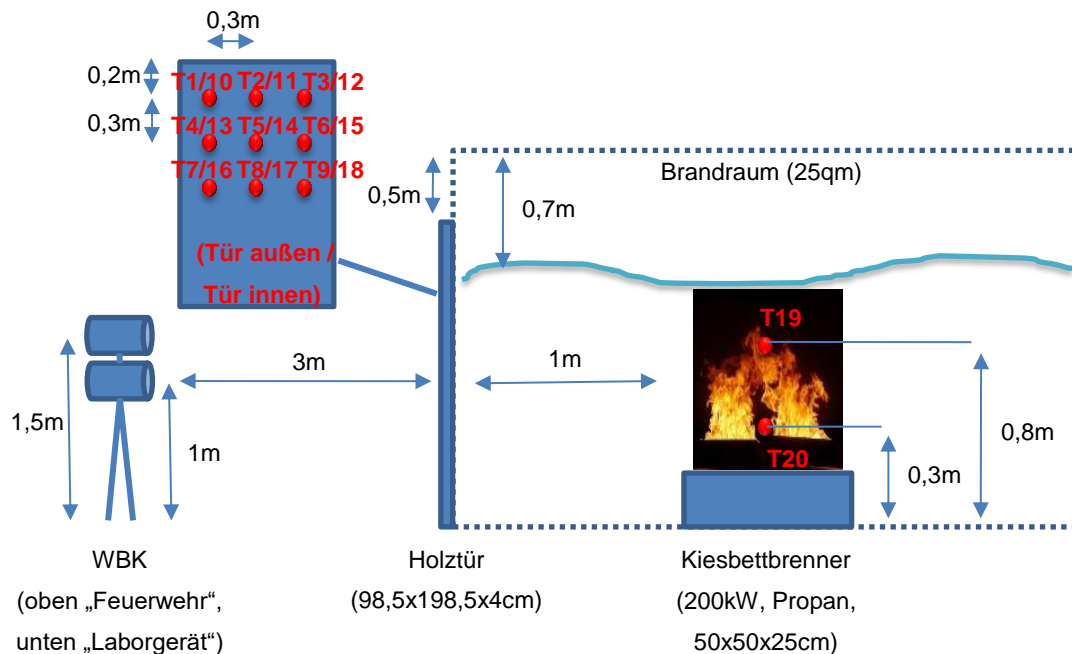 0,3m
0,2m
0,3m
T1/10 T2/11 T3/12
T4/13 T5/14 T6/15
T7/16 T8/17 T9/18
(Tür außen /
Tür innen)
0,5m
0,7m
Brandraum (25qm)
T19
T20
3m
1m
1,5m
1m
0,8m
0,3m
WBK
(oben „Feuerwehr“,
unten „Laborgerät“)
Holztür
(98,5x198,5x4cm)
Kiesbettbrenner
(200kW, Propan,
50x50x25cm)